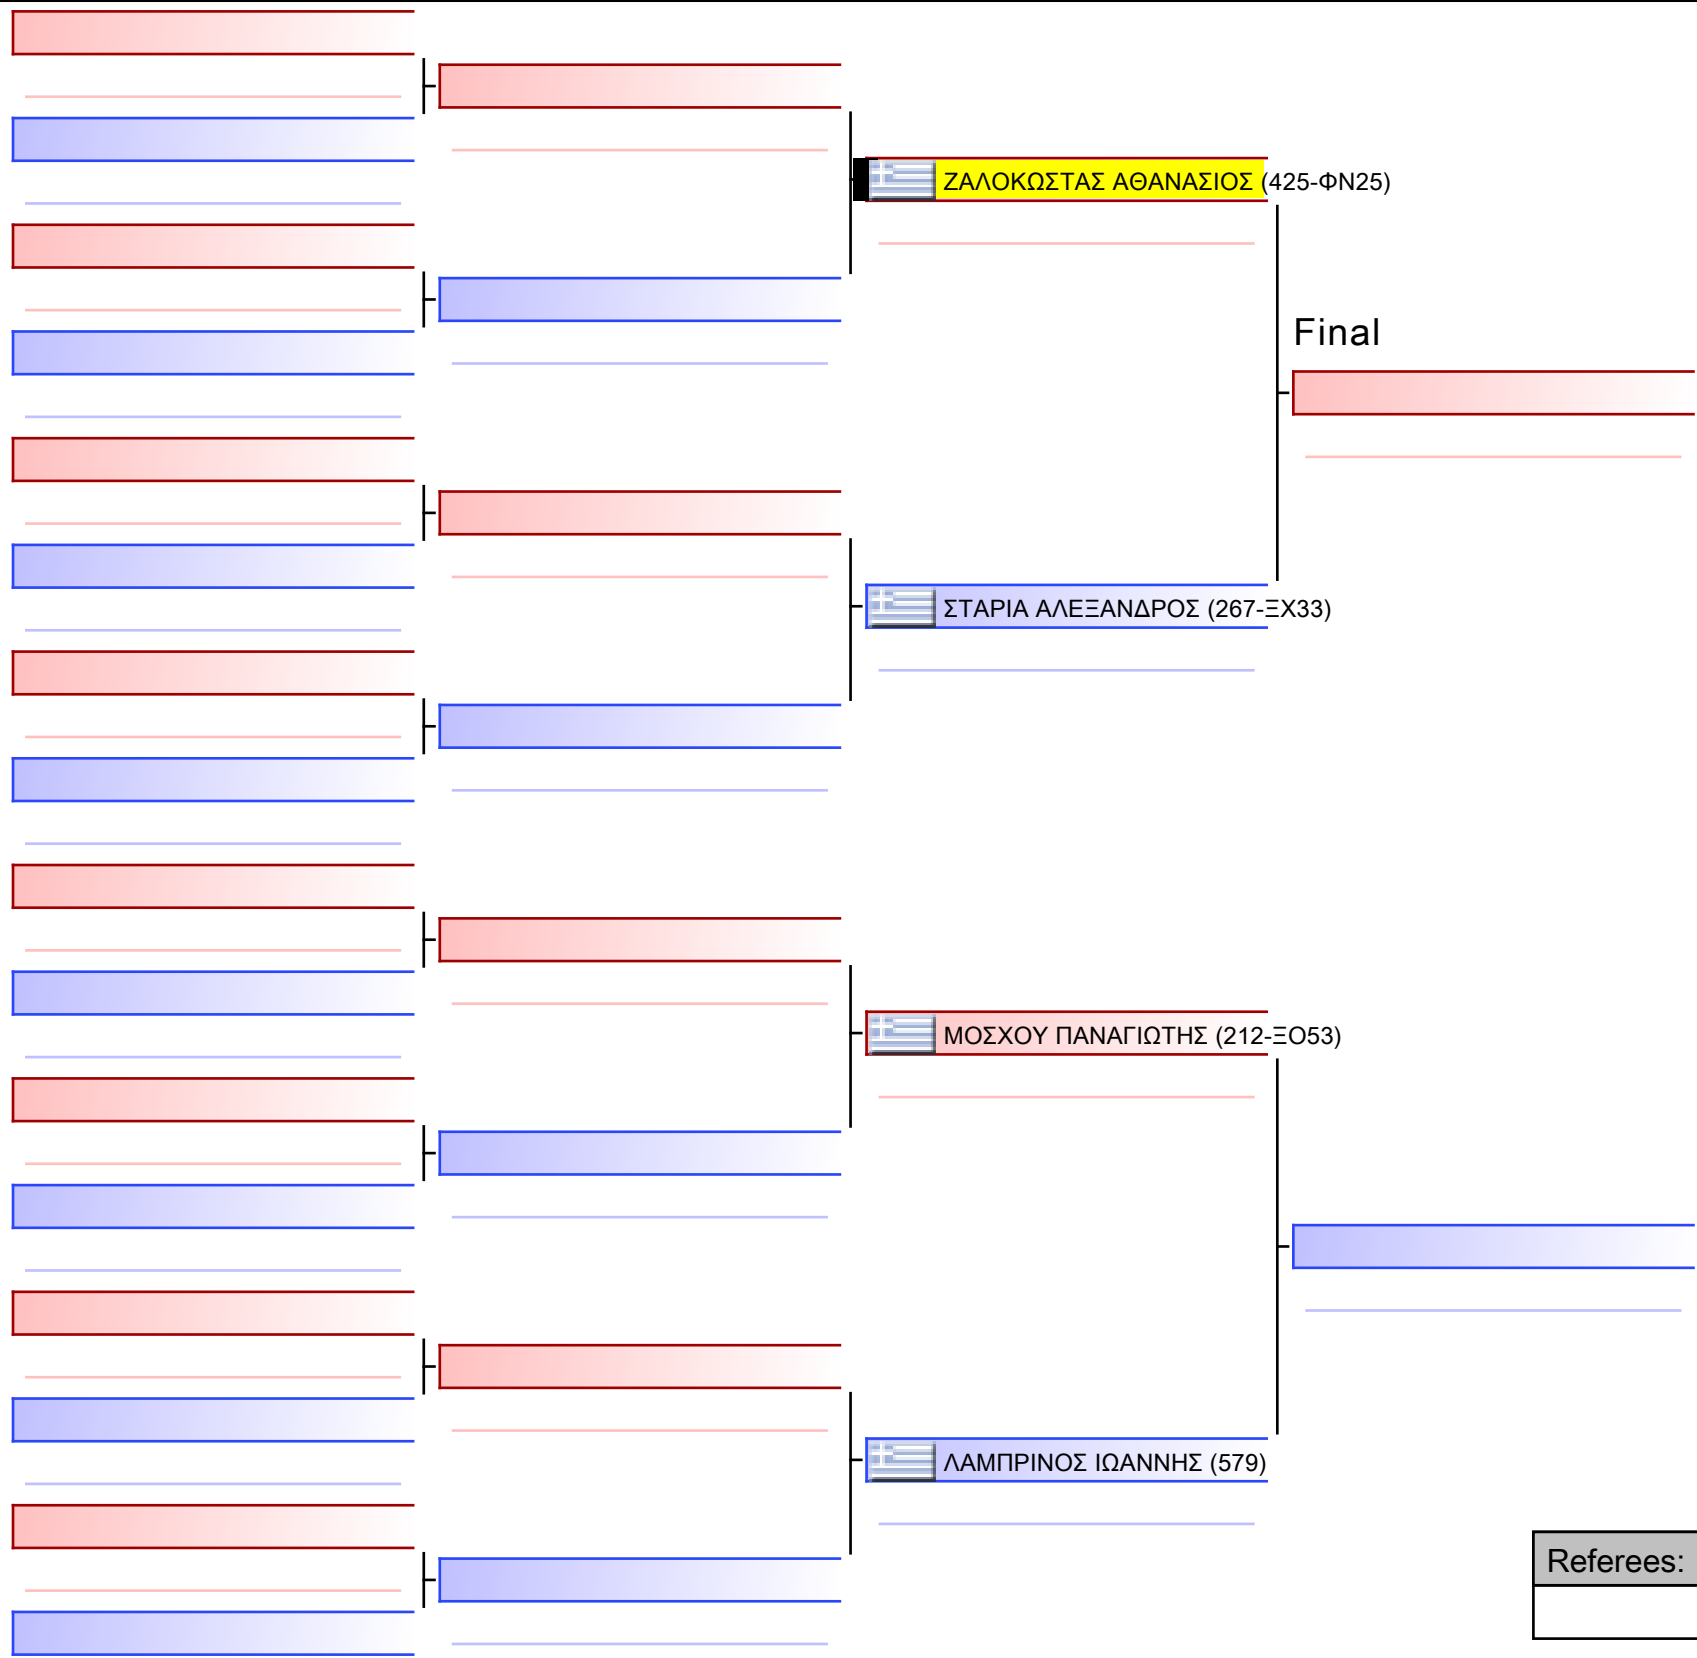 ΖΑΛΟΚΩΣΤΑΣ ΑΘΑΝΑΣΙΟΣ (425-ΦΝ25)
Final
ΣΤΑΡΙΑ ΑΛΕΞΑΝΔΡΟΣ (267-ΞΧ33)
ΜΟΣΧΟΥ ΠΑΝΑΓΙΩΤΗΣ (212-ΞΟ53)
ΛΑΜΠΡΙΝΟΣ ΙΩΑΝΝΗΣ (579)
Referees: